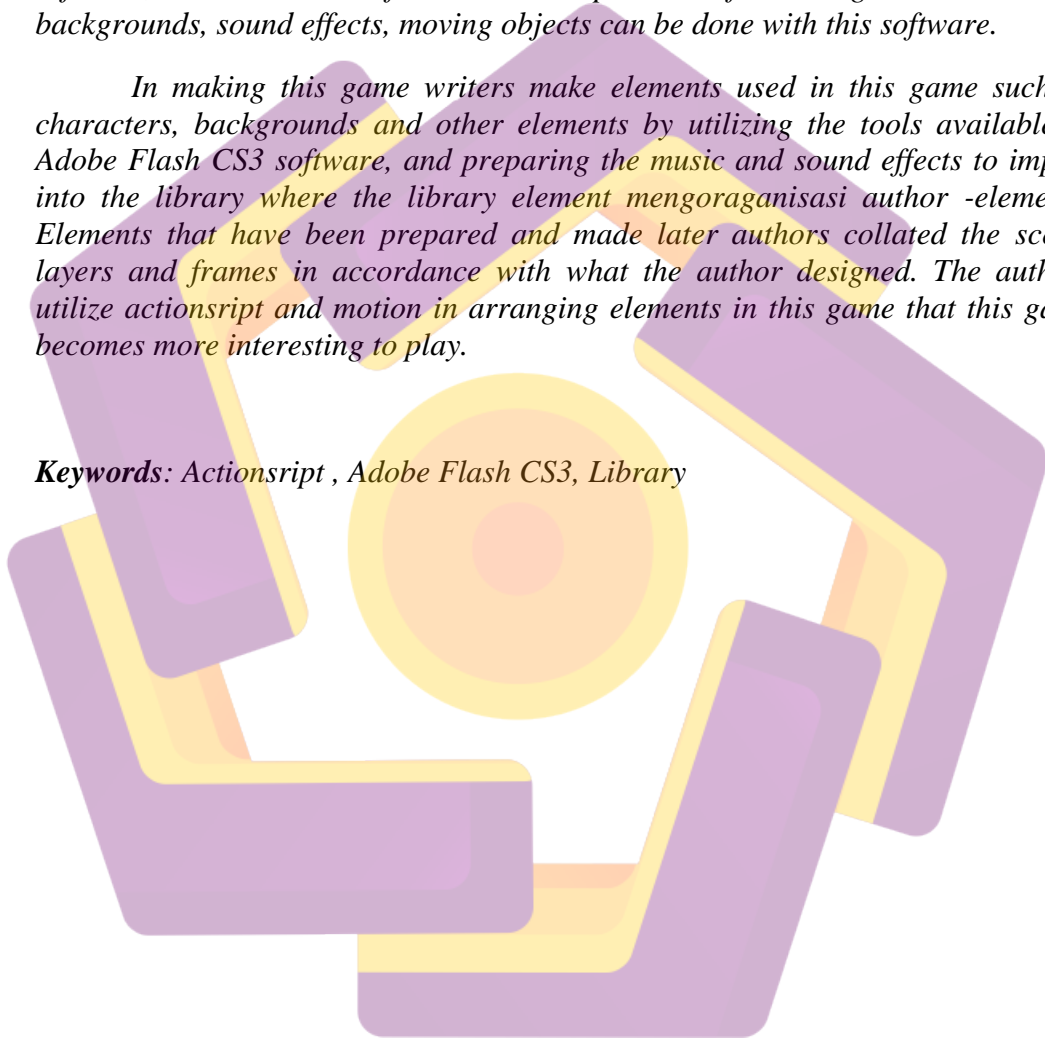 backgrounds, sound effects, moving objects can be done with this software.
In making this game writers make elements used in this game such
characters, backgrounds and other elements by utilizing the tools available
Adobe Flash CS3 software, and preparing the music and sound effects to
into the library where the library element mengoraganisasi author
Elements that have been prepared and made later authors collated the
layers and frames in accordance with what the author designed. The
utilize actionsript and motion in arranging elements in this game that this
becomes more interesting to play.
Keywords: Actionsript , Adobe Flash CS3, Library